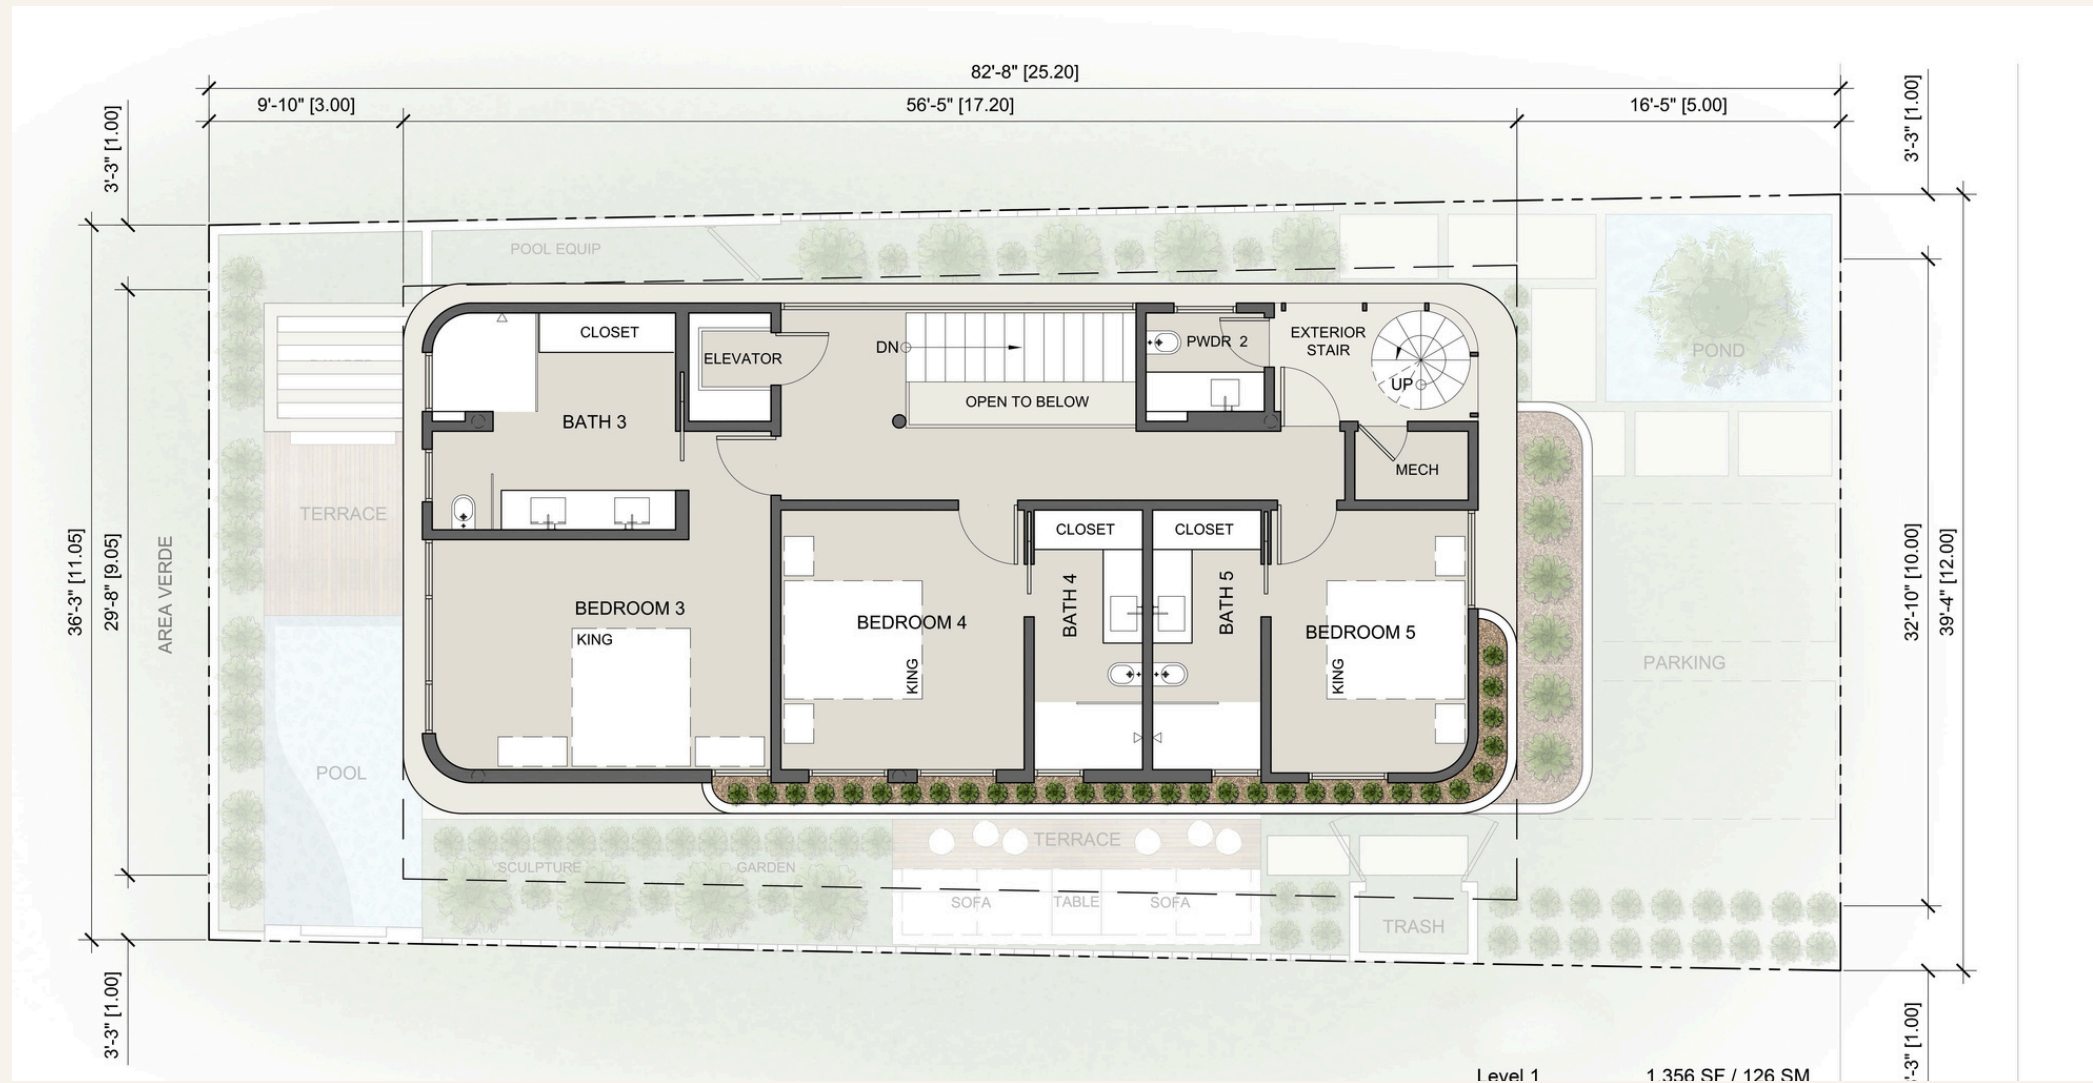 82'-8" [25.20]
9'-10" [3.00]
56'-5" [17.20]
16'-5" [5.00]
3'-3" [1.00]
3'-3" [1.00]
POOL EQUIP
CLOSET
ELEVATOR
DN
PWDR 2
EXTERIOR
STAIR
UP
POND
OPEN TO BELOW
BATH 3
MECH
TERRACE
CLOSET
CLOSET
36'-3" [11.05]
29'-8" [9.05]
AREA VERDE
BEDROOM 3
KING
BEDROOM 4
KING
BATH 4
BATH 5
BEDROOM 5
KING
PARKING
32'-10" [10.00]
39'-4" [12.00]
POOL
SCULPTURE
GARDEN
TERRACE
SOFA
TABLE
SOFA
TRASH
3'-3" [1.00]
'-3" [1.00]
Level 1
1,356 SF / 126 SM